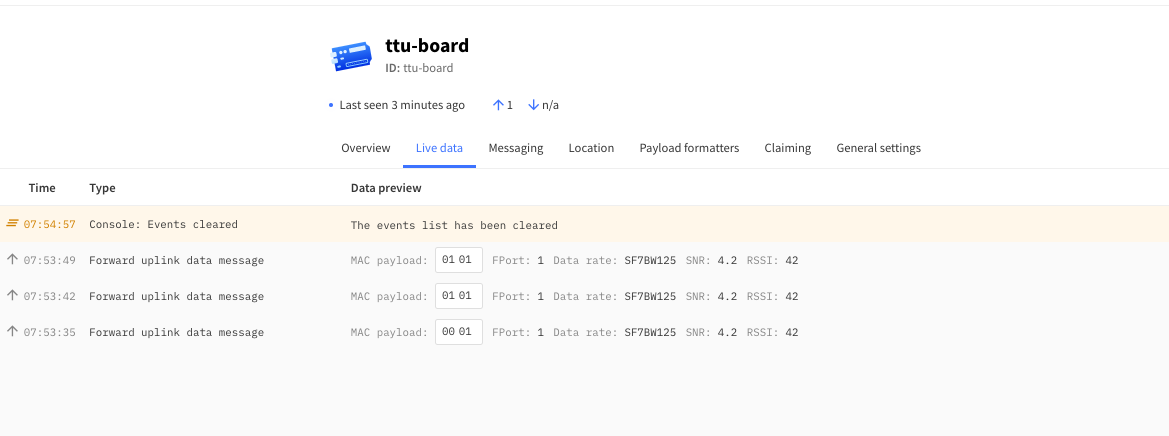 ttu-board
ID: ttu-board
Last seen 3 minutes ago 1 n/a
Overview Live data Messaging Location Payload formatters Claiming General settings
Time Type Data preview
07:54:57 Console: Events cleared The events list has been cleared
07:53:49 Forward uplink data message MAC payload: 01 01 FPort: 1 Data rate: SF7BW125 SNR: 4.2 RSSI: 42
07:53:42 Forward uplink data message MAC payload: 01 01 FPort: 1 Data rate: SF7BW125 SNR: 4.2 RSSI: 42
07:53:35 Forward uplink data message MAC payload: 00 01 FPort: 1 Data rate: SF7BW125 SNR: 4.2 RSSI: 42